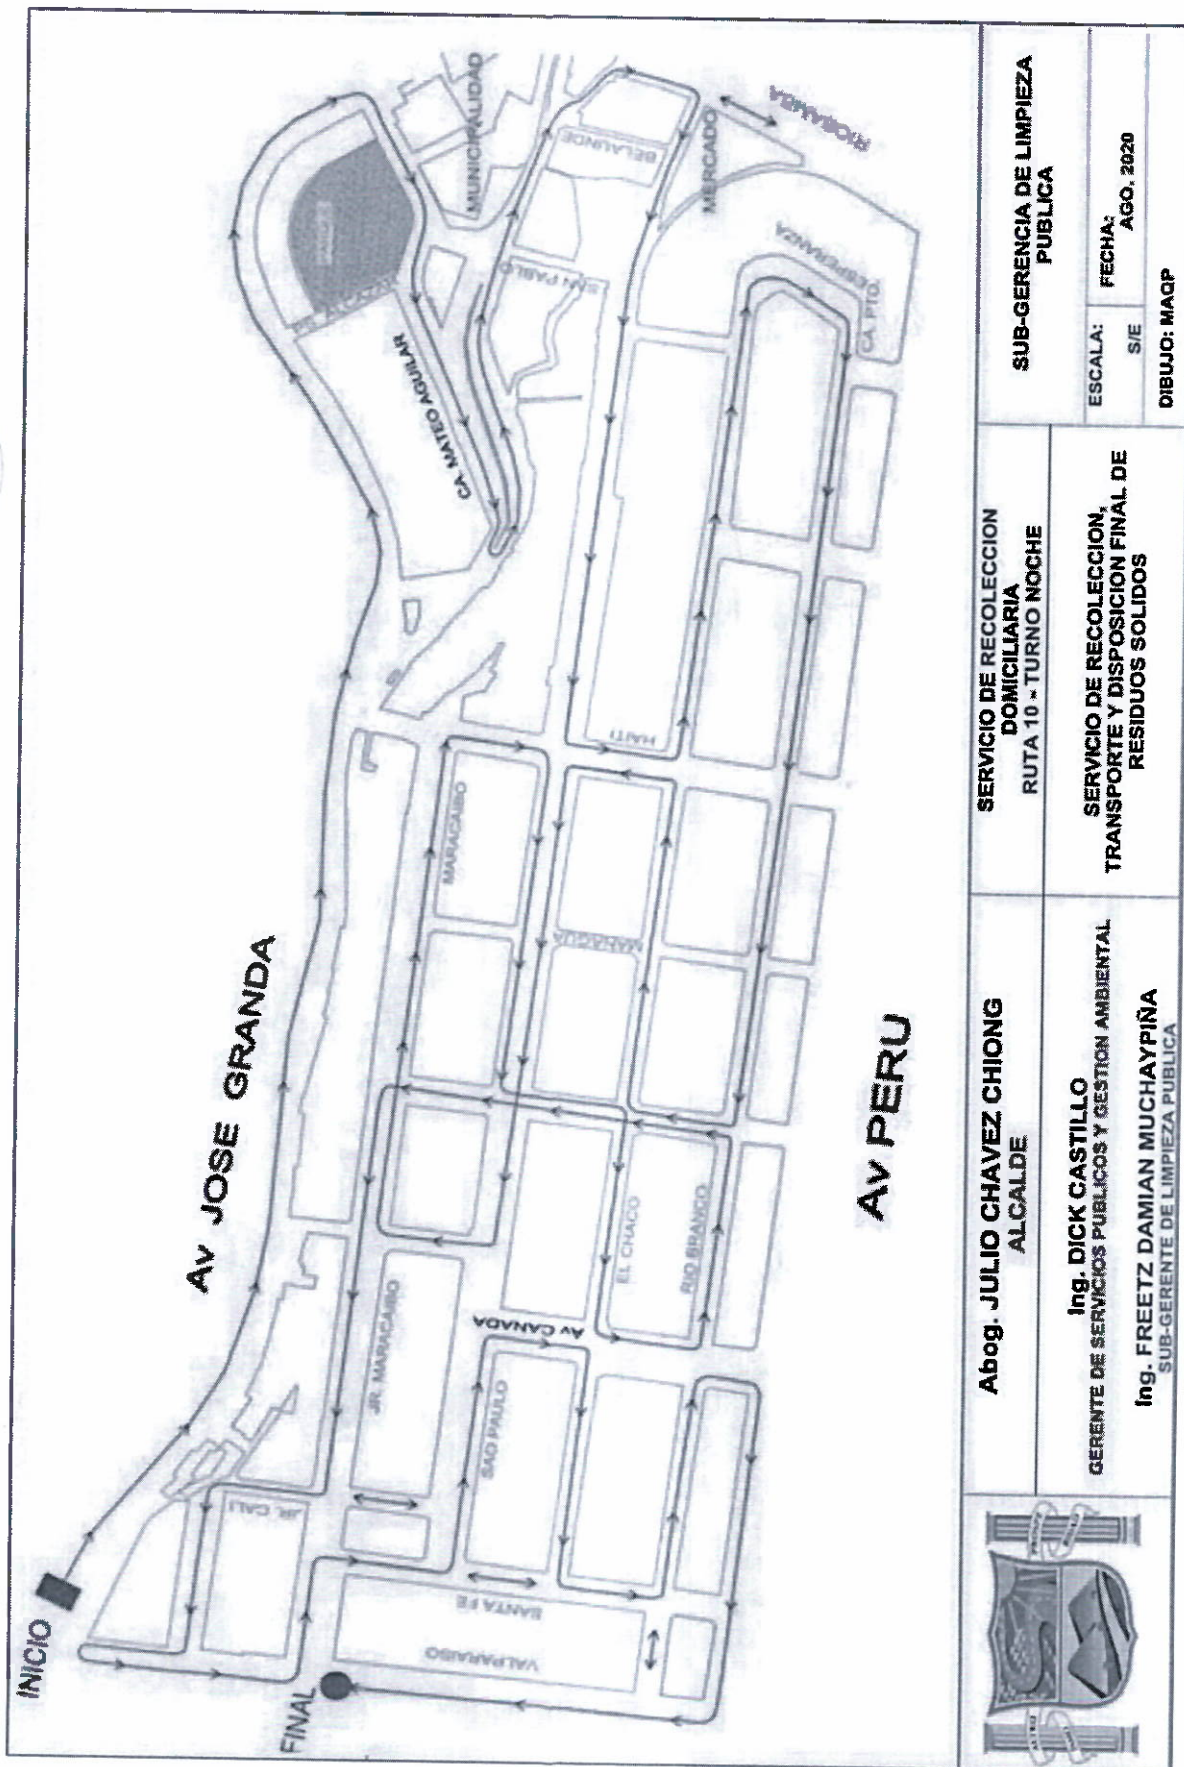 INICIO
FINAL
Av JOSE GRANDA
JR. CALI
CA. MATEO AGUILAR
MUNICIPALIDAD
BELAUNDE
SAN PABLO
MERCADO
RIOBAMBA
CA. PTO. ESPERANZA
HAITI
MARACAIBO
MANAGUA
JR. MARACAIBO
EL CHACO
RIO BRANCO
Av CANADA
SAO PAULO
SANTA FE
VALPARAISO
Av PERU
Abog. JULIO CHAVEZ CHIONG
ALCALDE
Ing. DICK CASTILLO
GERENTE DE SERVICIOS PUBLICOS Y GESTION AMBIENTAL
Ing. FREETZ DAMIAN MUCHAYPIÑA
SUB-GERENTE DE LIMPIEZA PUBLICA
SERVICIO DE RECOLECCION
DOMICILIARIA
RUTA 10 - TURNO NOCHE
SERVICIO DE RECOLECCION,
TRANSPORTE Y DISPOSICION FINAL DE
RESIDUOS SOLIDOS
SUB-GERENCIA DE LIMPIEZA
PUBLICA
ESCALA:
S/E
FECHA:
AGO. 2020
DIBUJO: MAQP